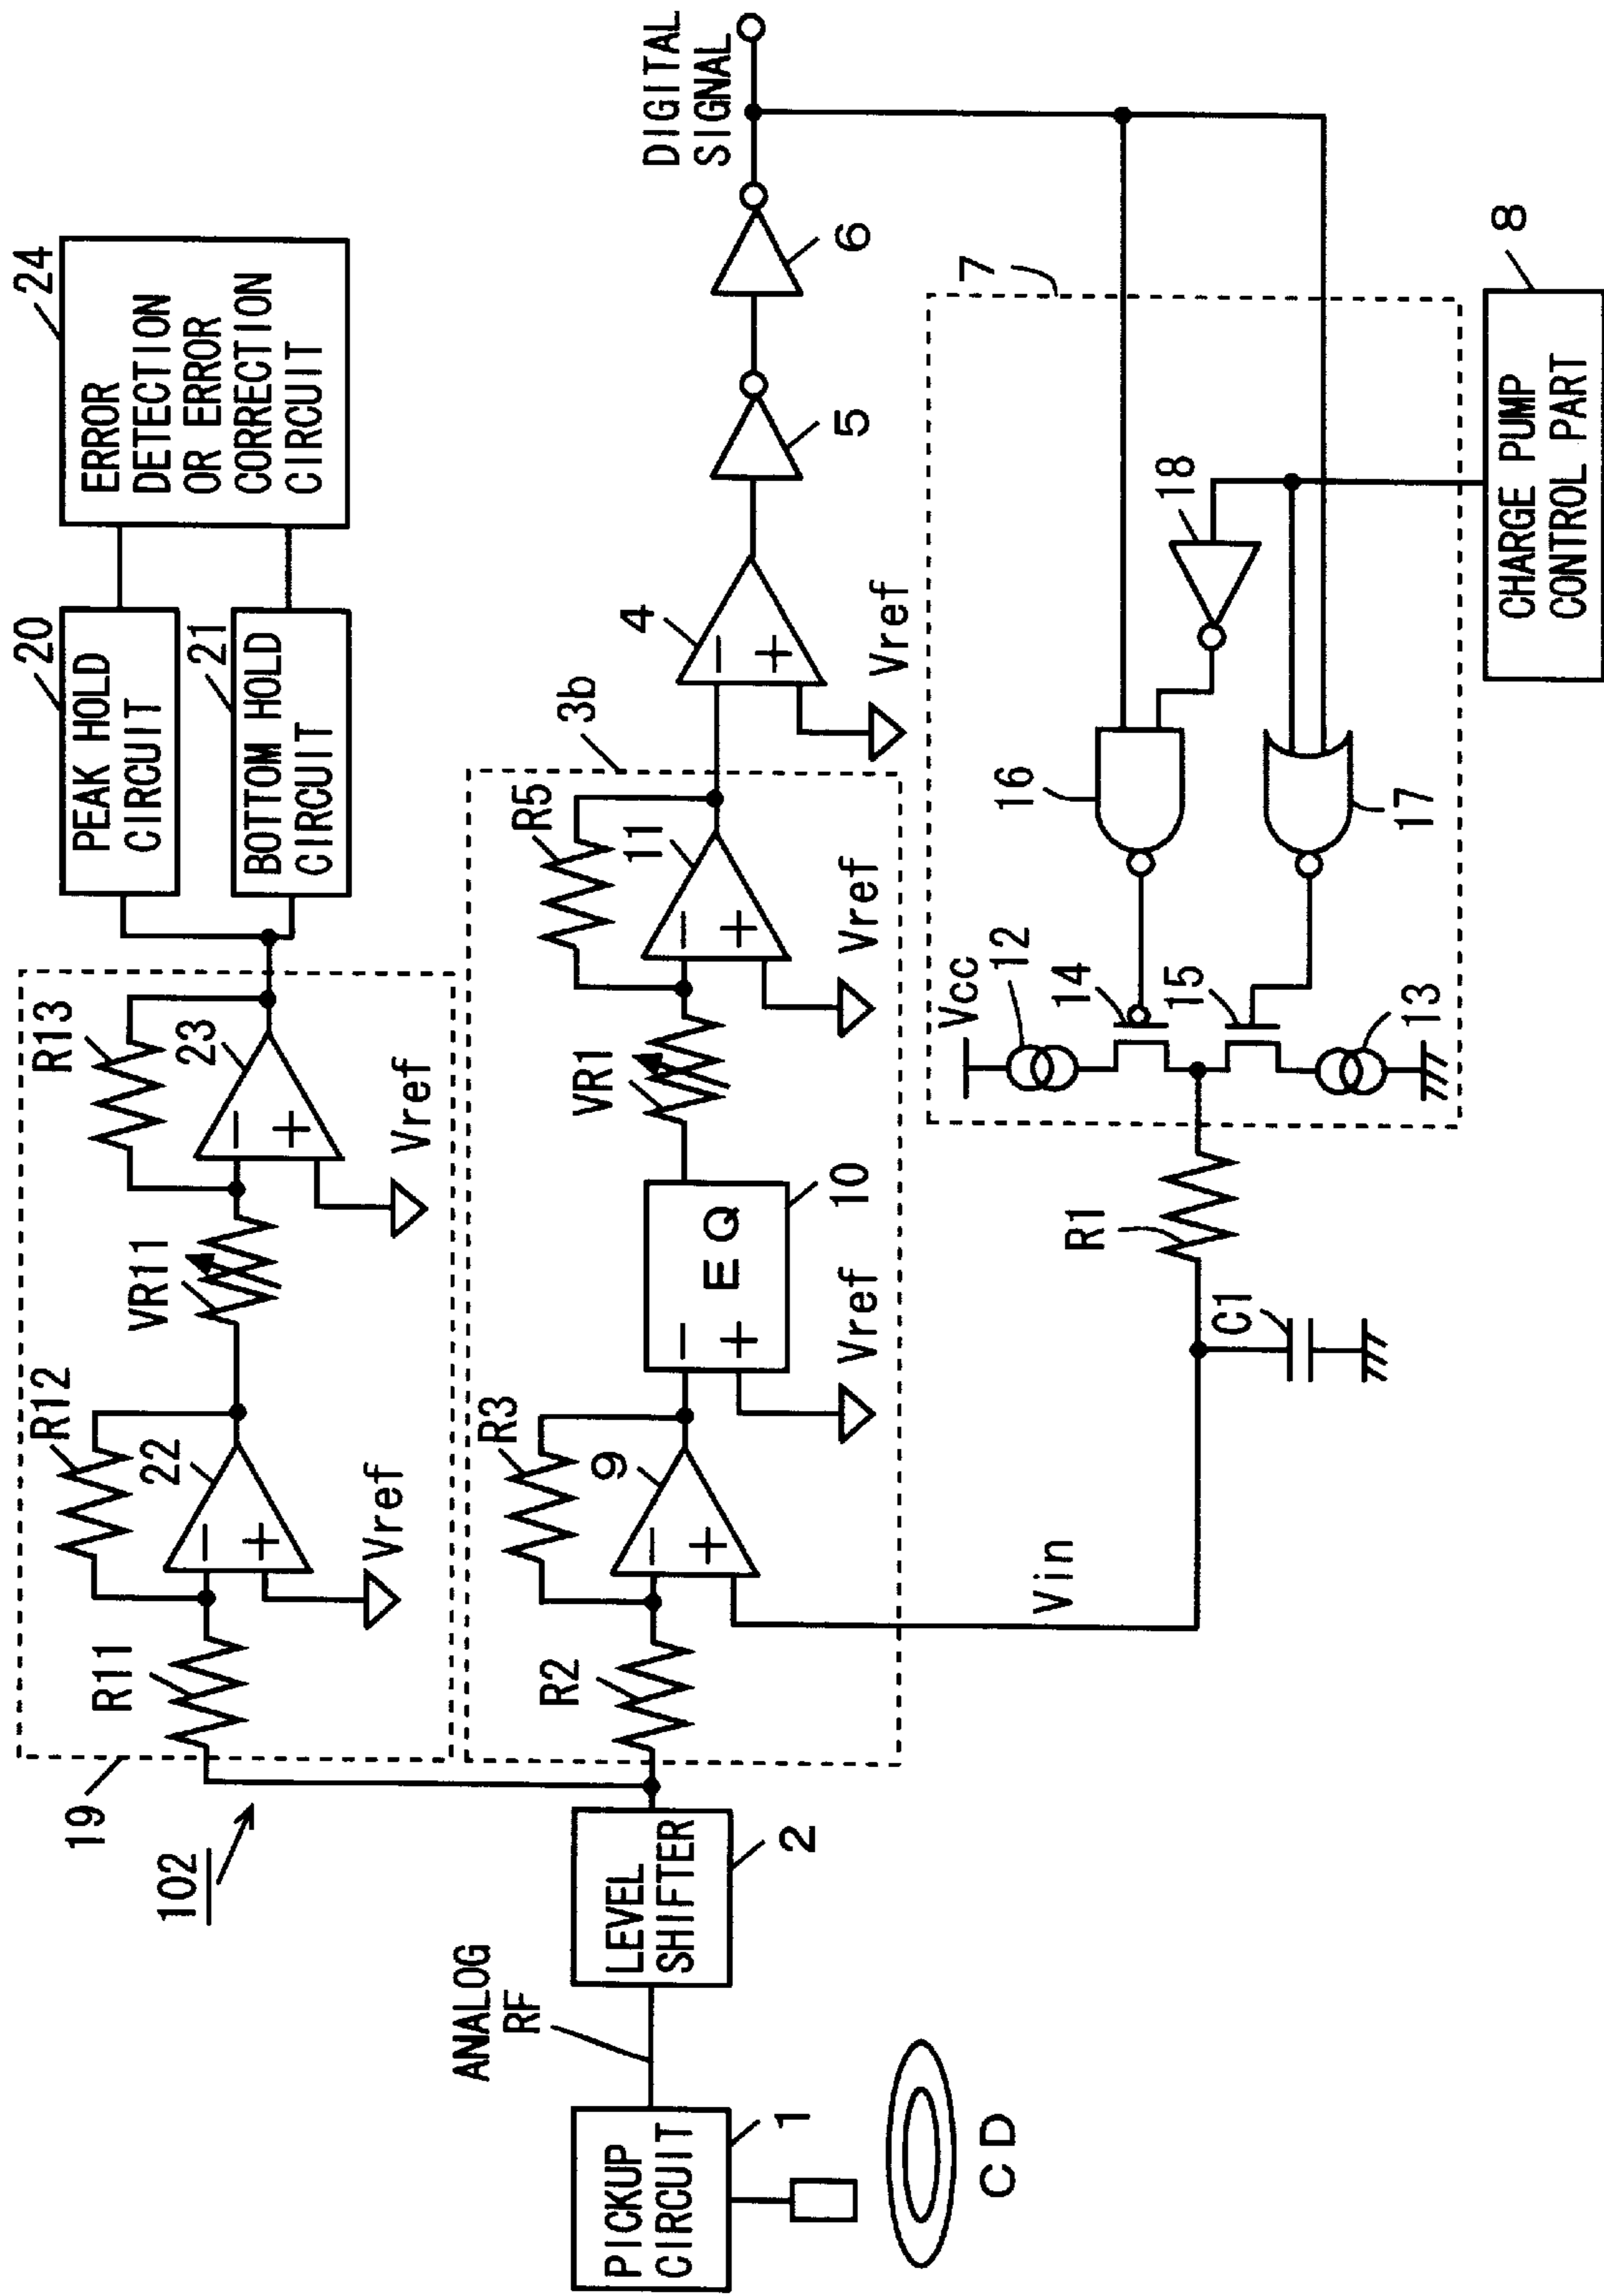 102
19
R11
R12
22
Vref
VR11
R13
23
Vref
20
PEAK HOLD
CIRCUIT
21
BOTTOM HOLD
CIRCUIT
24
ERROR
DETECTION
OR ERROR
CORRECTION
CIRCUIT
PICKUP
CIRCUIT
1
CD
ANALOG
RF
LEVEL
SHIFTER
2
3b
R2
R3
9
−
+
EQ
10
Vref
VR1
R5
11
Vref
4
Vref
5
6
DIGITAL
SIGNAL
Vin
C1
R1
7
Vcc
12
14
15
13
16
17
18
CHARGE PUMP
CONTROL PART
8